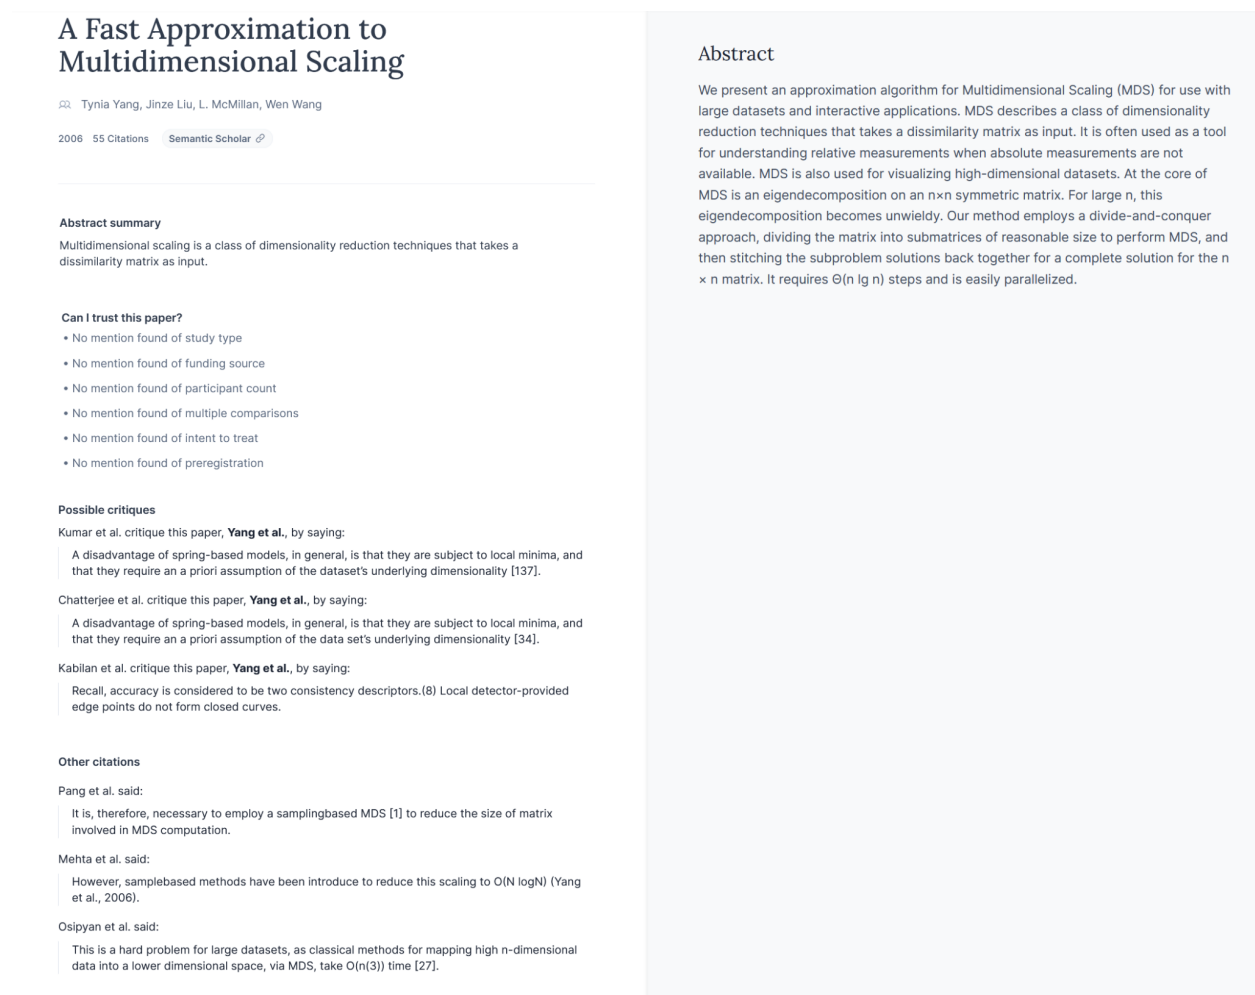 A Fast Approximation to
Multidimensional Scaling
Tynia Yang, Jinze Liu, L. McMillan, Wen Wang
2006 55 Citations Semantic Scholar
Abstract summary
Multidimensional scaling is a class of dimensionality reduction techniques that takes a
dissimilarity matrix as input.
Can I trust this paper?
• No mention found of study type
• No mention found of funding source
• No mention found of participant count
• No mention found of multiple comparisons
• No mention found of intent to treat
• No mention found of preregistration
Possible critiques
Kumar et al. critique this paper, Yang et al., by saying:
A disadvantage of spring-based models, in general, is that they are subject to local minima, and
that they require an a priori assumption of the dataset's underlying dimensionality [137].
Chatterjee et al. critique this paper, Yang et al., by saying:
A disadvantage of spring-based models, in general, is that they are subject to local minima, and
that they require an a priori assumption of the data set's underlying dimensionality [34].
Kabilan et al. critique this paper, Yang et al., by saying:
Recall, accuracy is considered to be two consistency descriptors.(8) Local detector-provided
edge points do not form closed curves.
Other citations
Pang et al. said:
It is, therefore, necessary to employ a samplingbased MDS [1] to reduce the size of matrix
involved in MDS computation.
Mehta et al. said:
However, samplebased methods have been introduce to reduce this scaling to O(N logN) (Yang
et al., 2006).
Osipyan et al. said:
This is a hard problem for large datasets, as classical methods for mapping high n-dimensional
data into a lower dimensional space, via MDS, take O(n(3)) time [27].
Abstract
We present an approximation algorithm for Multidimensional Scaling (MDS) for use with
large datasets and interactive applications. MDS describes a class of dimensionality
reduction techniques that takes a dissimilarity matrix as input. It is often used as a tool
for understanding relative measurements when absolute measurements are not
available. MDS is also used for visualizing high-dimensional datasets. At the core of
MDS is an eigendecomposition on an n×n symmetric matrix. For large n, this
eigendecomposition becomes unwieldy. Our method employs a divide-and-conquer
approach, dividing the matrix into submatrices of reasonable size to perform MDS, and
then stitching the subproblem solutions back together for a complete solution for the n
× n matrix. It requires Θ(n lg n) steps and is easily parallelized.